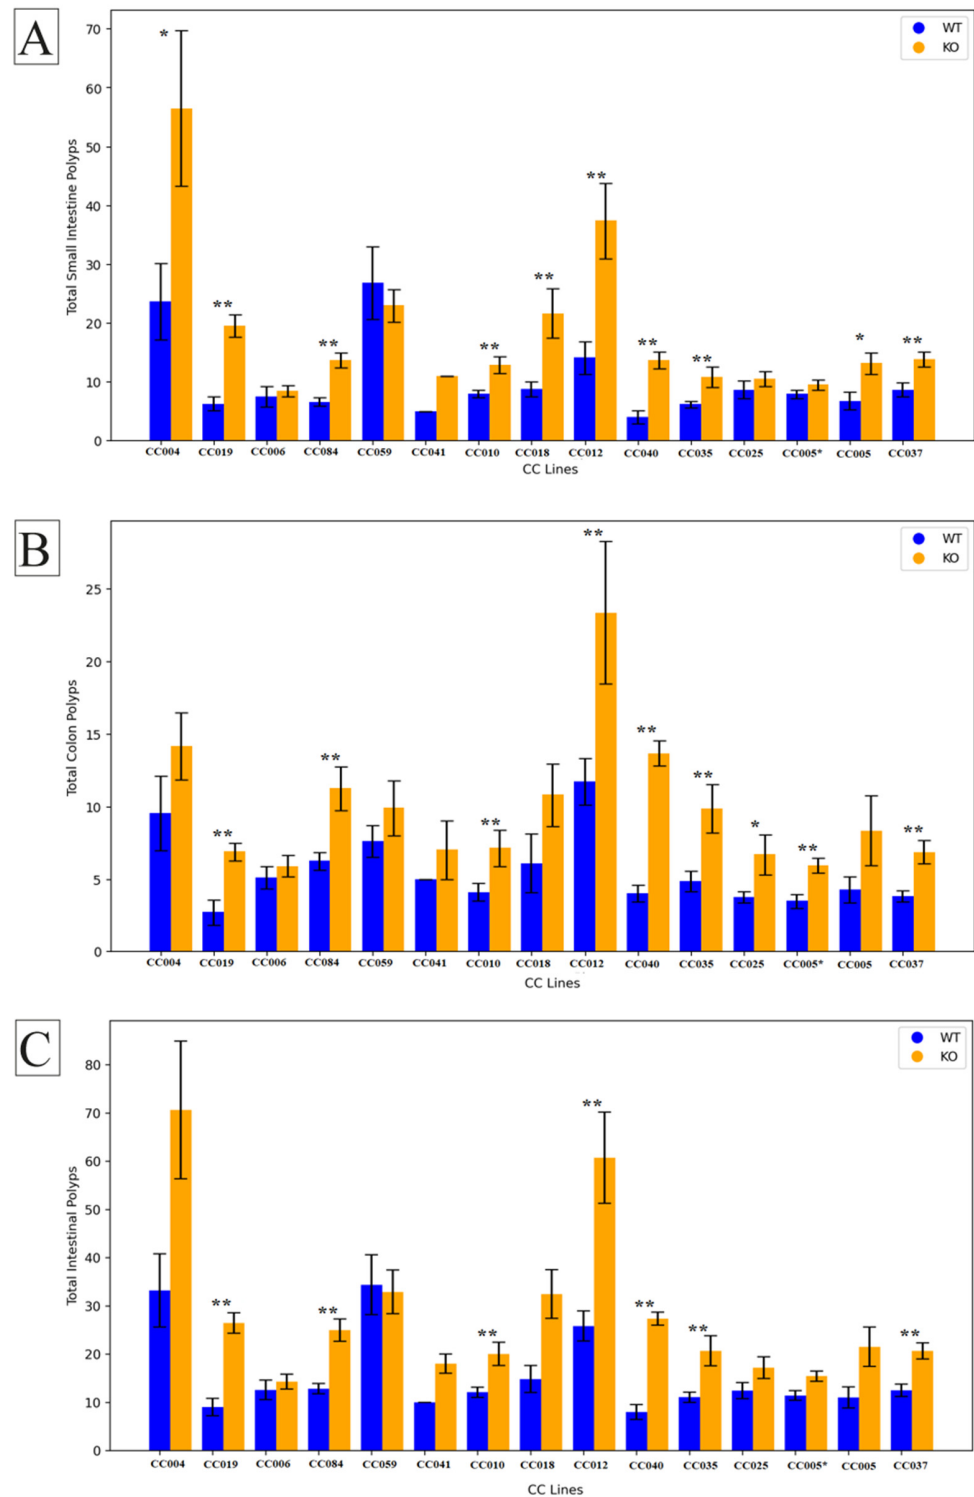 A
WT
KO
Total Small Intestine Polyps
70
60
50
40
30
20
10
0
* ** ** ** ** ** ** ** * **
CC004 CC019 CC006 CC084 CC059 CC041 CC010 CC018 CC012 CC040 CC035 CC025 CC005* CC005 CC037
CC Lines
B
WT
KO
Total Colon Polyps
25
20
15
10
5
0
** ** ** ** ** ** * ** **
CC004 CC019 CC006 CC084 CC059 CC041 CC010 CC018 CC012 CC040 CC035 CC025 CC005* CC005 CC037
CC Lines
C
WT
KO
Total Intestinal Polyps
80
70
60
50
40
30
20
10
0
** ** ** ** ** ** **
CC004 CC019 CC006 CC084 CC059 CC041 CC010 CC018 CC012 CC040 CC035 CC025 CC005* CC005 CC037
CC Lines